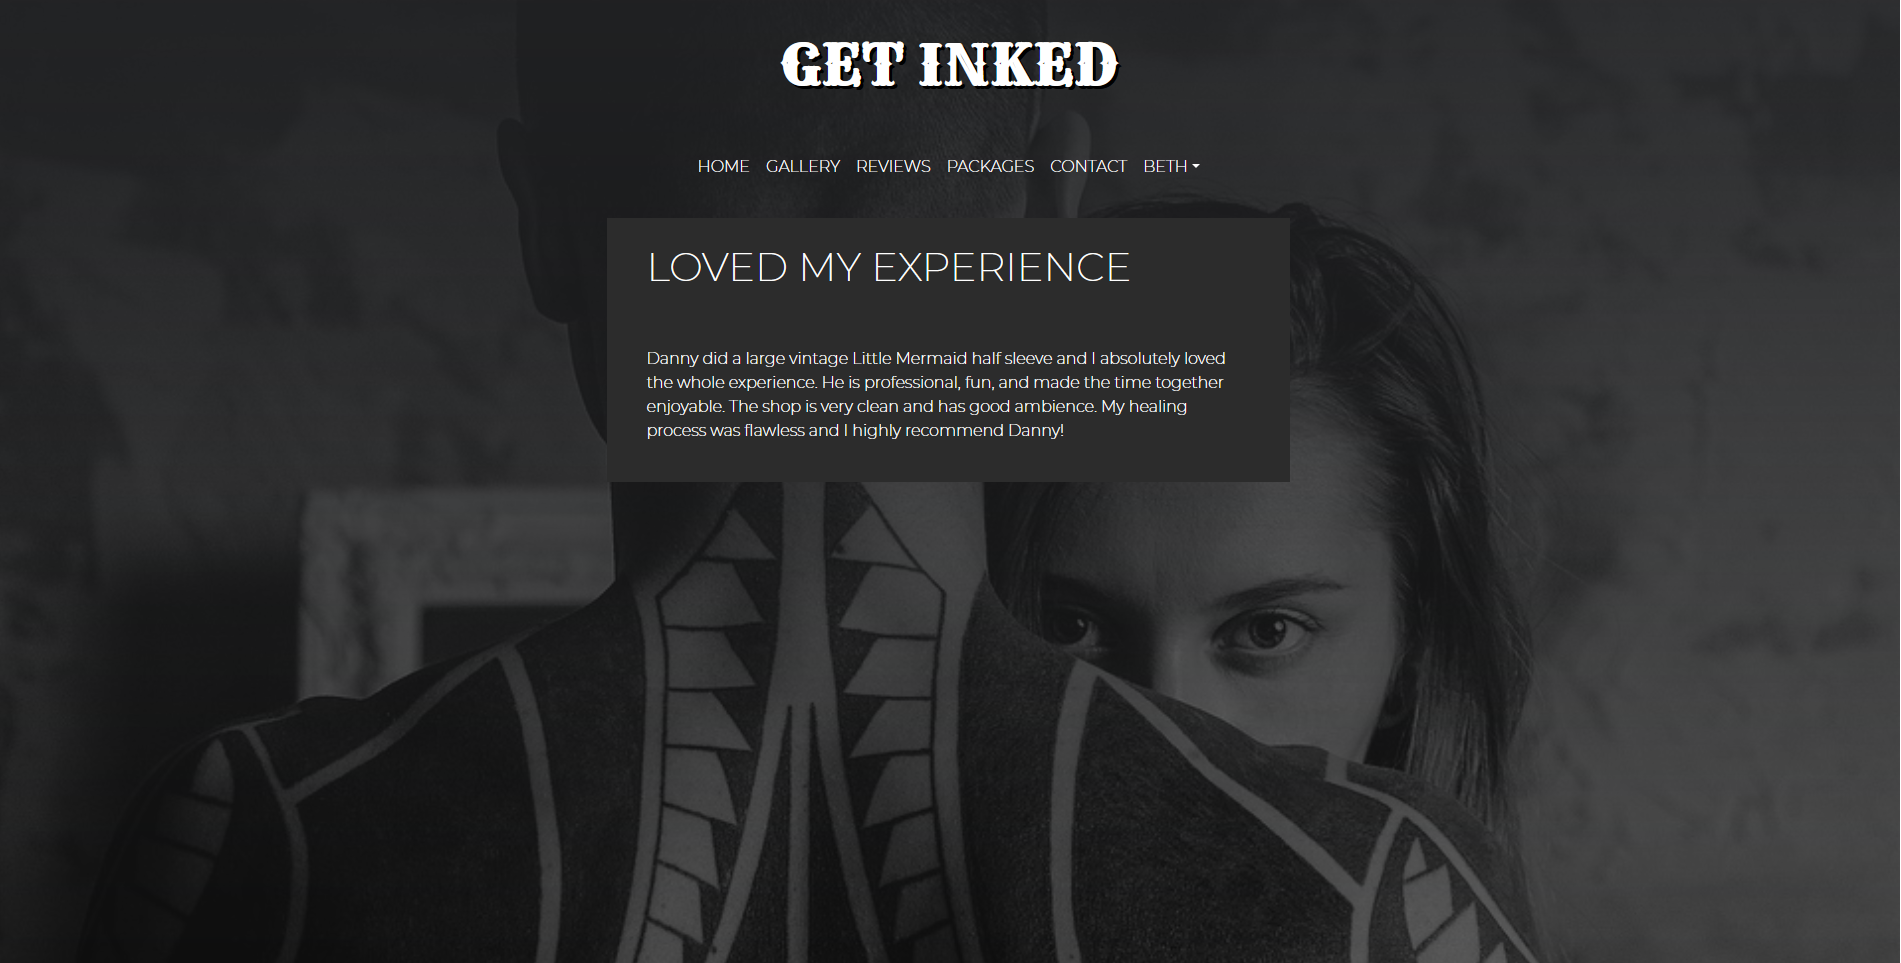 GET INKED
HOME GALLERY REVIEWS PACKAGES CONTACT BETH
LOVED MY EXPERIENCE
Danny did a large vintage Little Mermaid half sleeve and I absolutely loved
the whole experience. He is professional, fun, and made the time together
enjoyable. The shop is very clean and has good ambience. My healing
process was flawless and I highly recommend Danny!